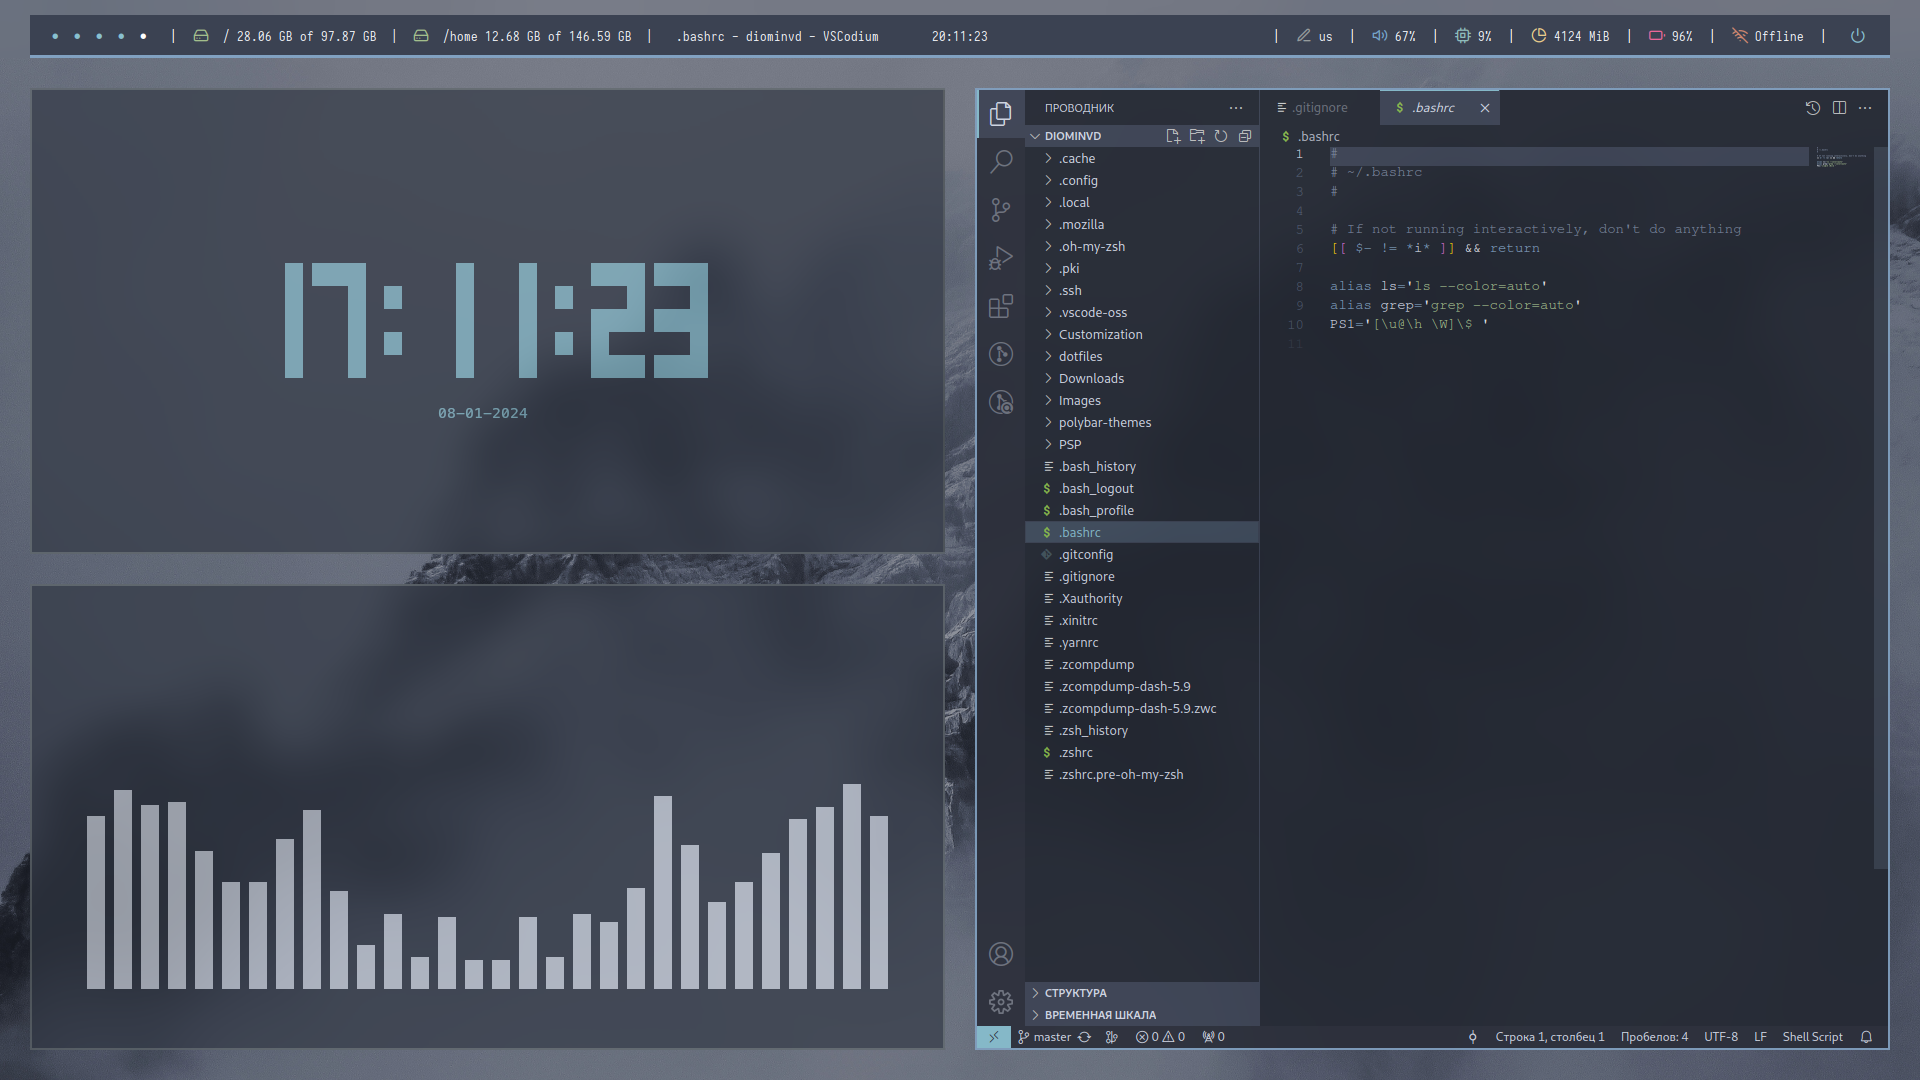 / 28.06 GB of 97.87 GB | /home 12.68 GB of 146.59 GB | .bashrc - diominvd - VSCodium 20:11:23 | us | 67% | 9% | 4124 MiB | 96% | Offline |
17:11:23
08-01-2024
ПРОВОДНИК ...
DIOMINVD
.cache
.config
.local
.mozilla
.oh-my-zsh
.pki
.ssh
.vscode-oss
Customization
dotfiles
Downloads
Images
polybar-themes
PSP
.bash_history
$ .bash_logout
$ .bash_profile
$ .bashrc
.gitconfig
.gitignore
.Xauthority
.xinitrc
.yarnrc
.zcompdump
.zcompdump-dash-5.9
.zcompdump-dash-5.9.zwc
.zsh_history
$ .zshrc
.zshrc.pre-oh-my-zsh
СТРУКТУРА
ВРЕМЕННАЯ ШКАЛА
.gitignore $ .bashrc
$ .bashrc
1 #
2 # ~/.bashrc
3 #
4
5 # If not running interactively, don't do anything
6 [[ $- != *i* ]] && return
7
8 alias ls='ls --color=auto'
9 alias grep='grep --color=auto'
10 PS1='[\u@\h \W]\$ '
11
master 0 0 0 Строка 1, столбец 1 Пробелов: 4 UTF-8 LF Shell Script